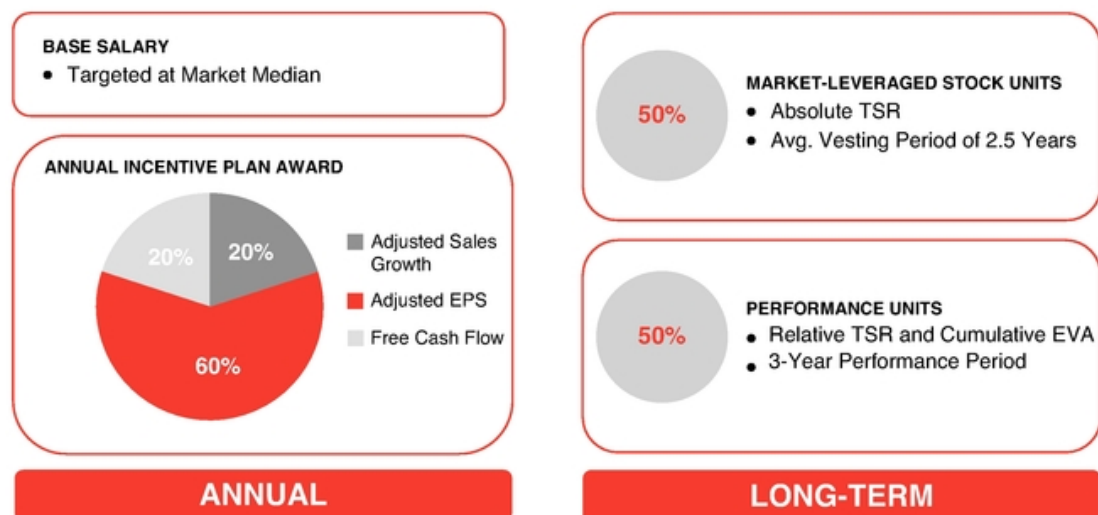 BASE SALARY
• Targeted at Market Median
ANNUAL INCENTIVE PLAN AWARD
20%
20%
60%
Adjusted Sales
Growth
Adjusted EPS
Free Cash Flow
ANNUAL
50%
MARKET-LEVERAGED STOCK UNITS
• Absolute TSR
• Avg. Vesting Period of 2.5 Years
50%
PERFORMANCE UNITS
• Relative TSR and Cumulative EVA
• 3-Year Performance Period
LONG-TERM